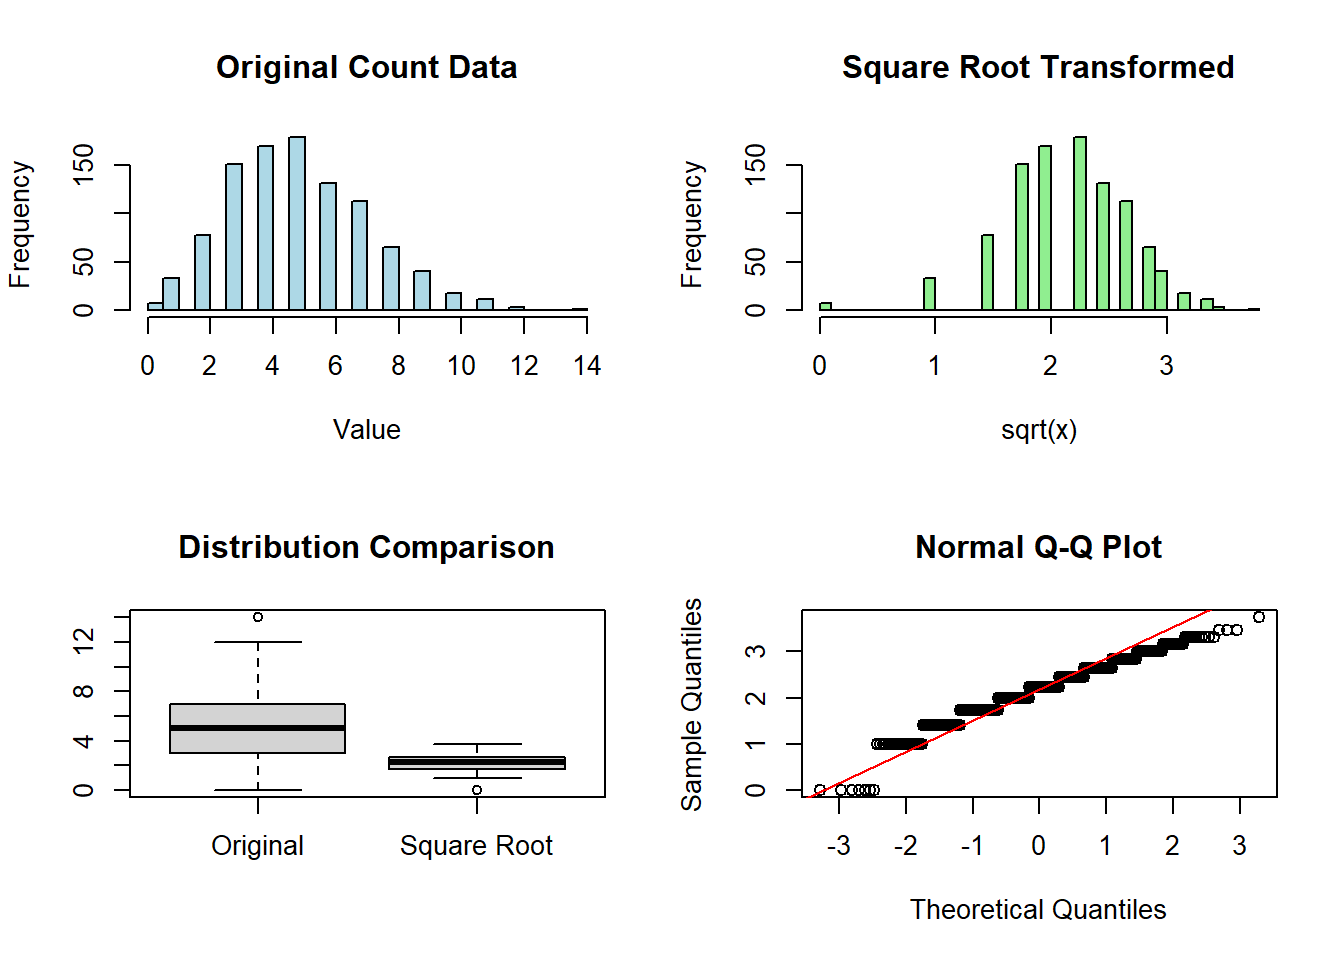 Original Count Data
Frequency
0 50 150
0 2 4 6 8 10 12 14
Value
Square Root Transformed
Frequency
0 50 150
0 1 2 3
sqrt(x)
Distribution Comparison
0 4 8 12
Original Square Root
Normal Q-Q Plot
Sample Quantiles
0 1 2 3
-3 -2 -1 0 1 2 3
Theoretical Quantiles